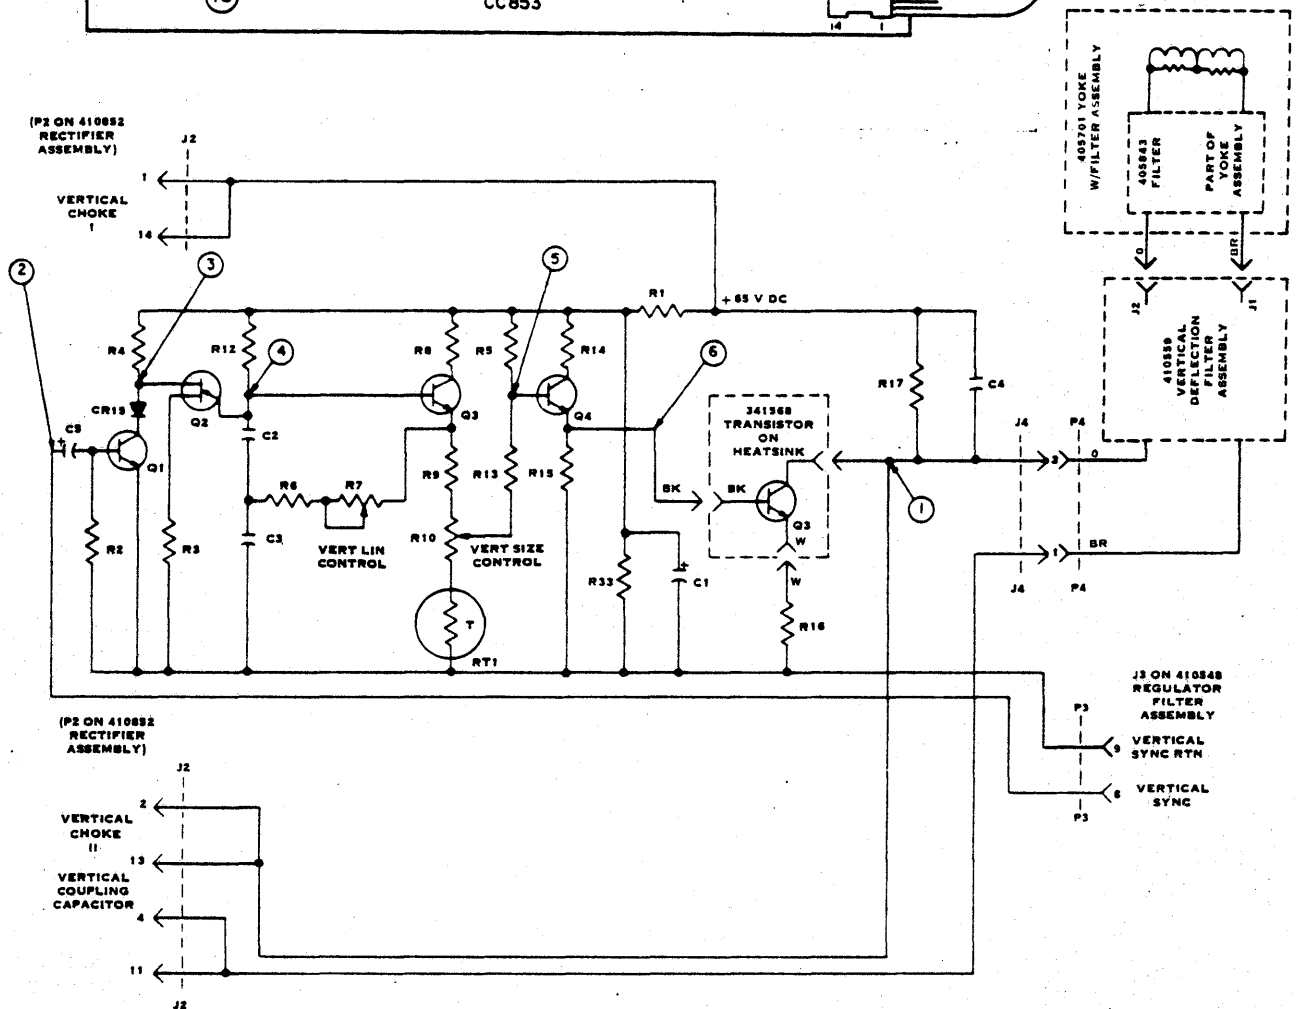 CC853
14
1
(P2 ON 410852
RECTIFIER
ASSEMBLY)
J2
1
VERTICAL
CHOKE
I
14
405701 YOKE
W/FILTER ASSEMBLY
405843
FILTER
PART OF
YOKE
ASSEMBLY
O
BR
J2
J1
410559
VERTICAL
DEFLECTION
FILTER
ASSEMBLY
2
3
5
R1
+ 65 V DC
R4
R12
4
R8
R5
R14
6
R17
C4
CR15
Q2
Q3
Q4
341568
TRANSISTOR
ON
HEATSINK
J4
P4
C5
+
C2
Q1
R9
R13
R15
2
O
R6
R7
BK
BK
1
Q3
R2
R3
C3
VERT LIN
CONTROL
R10
VERT SIZE
CONTROL
W
1
BR
R33
+
C1
W
J4
P4
T
R16
RT1
J3 ON 410548
REGULATOR
FILTER
ASSEMBLY
P3
9
VERTICAL
SYNC RTN
8
VERTICAL
SYNC
P3
(P2 ON 410852
RECTIFIER
ASSEMBLY)
J2
2
VERTICAL
CHOKE
II
13
VERTICAL
COUPLING
CAPACITOR
4
11
J2